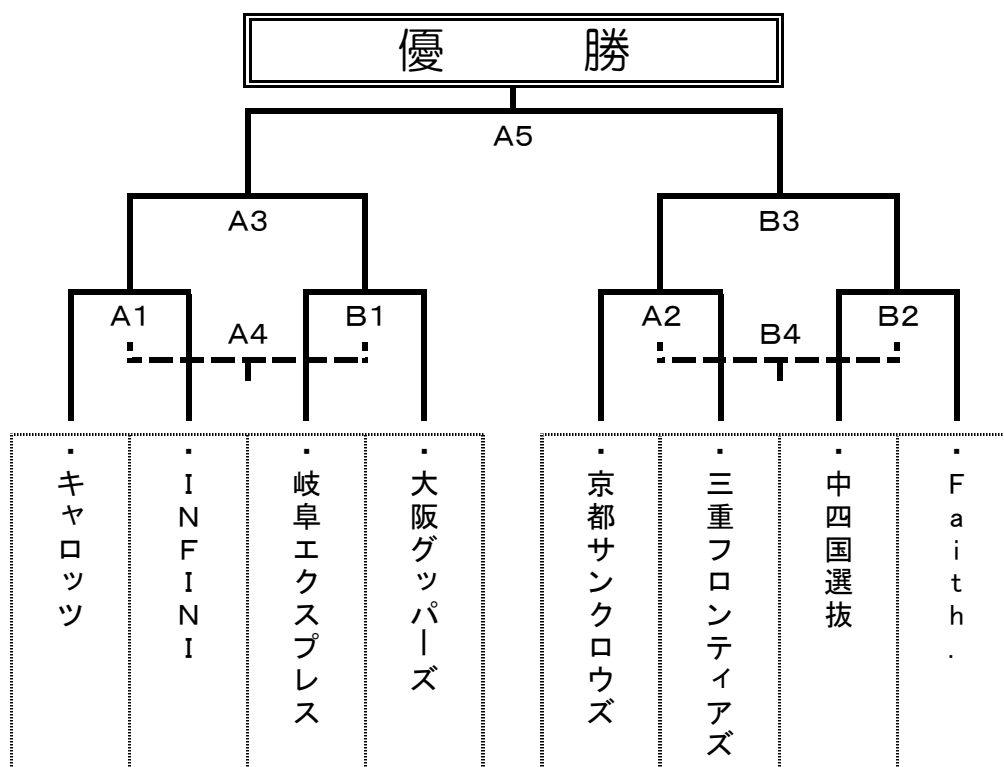 優 勝
A5
A3
B3
A1
A4
B1
A2
B4
B2
・キャロッツ
・INFINI
・岐阜エクスプレス
・大阪グッパーズ
・京都サンクロウズ
・三重フロンティアズ
・中四国選抜
・Faith.